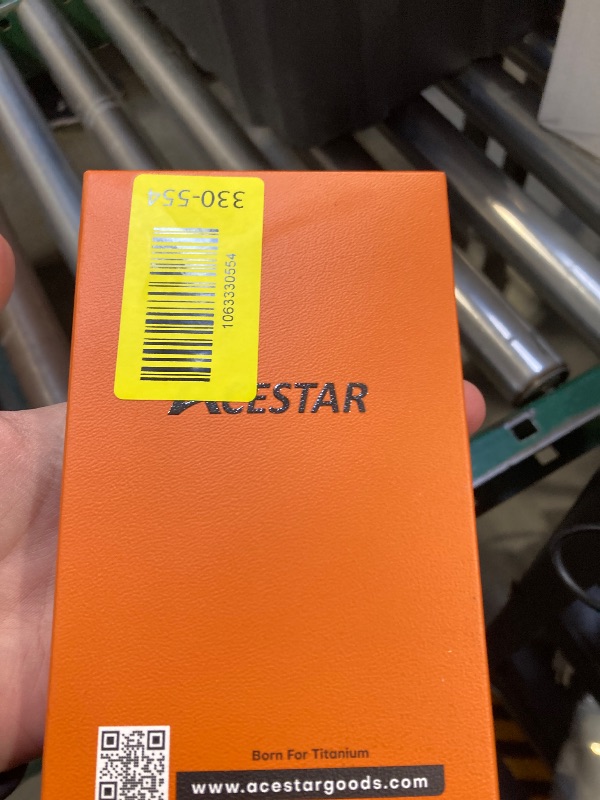 330-554
1063330554
ACESTAR
Born For Titanium
www.acestargoods.com